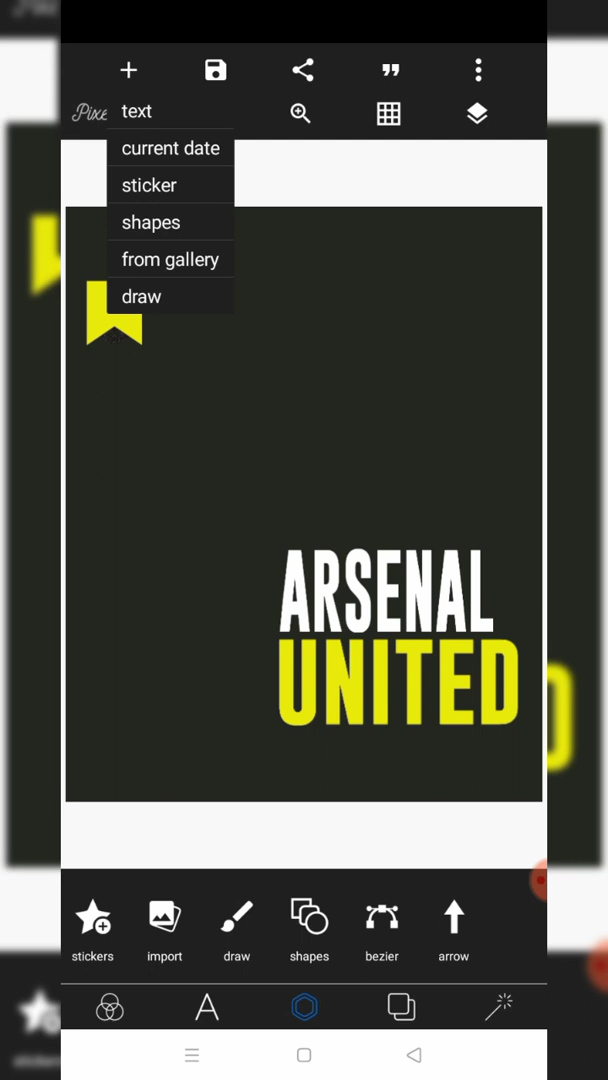 Pixe
text
current date
sticker
shapes
from gallery
draw
ARSENAL
UNITED
stickers
import
draw
shapes
bezier
arrow